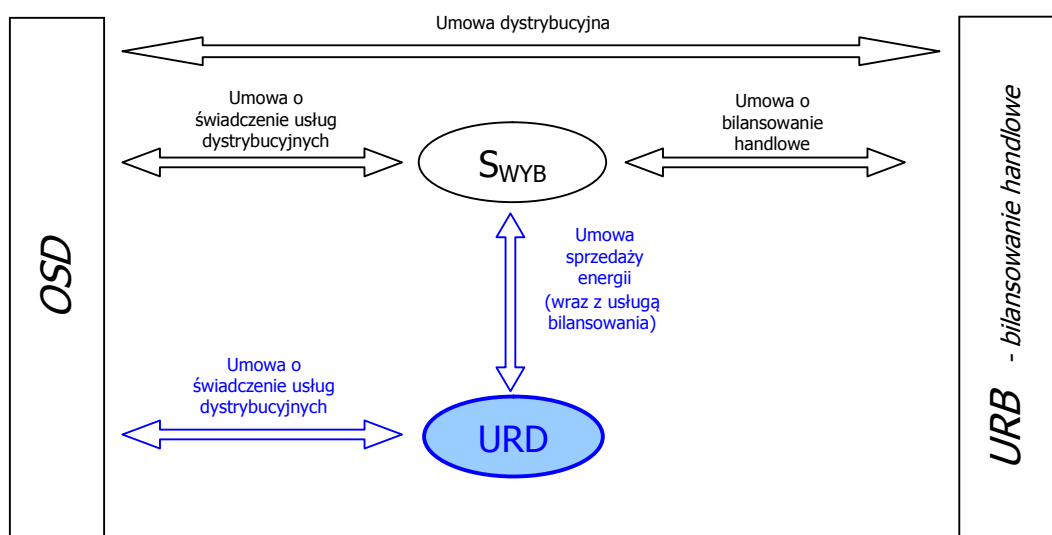 Umowa dystrybucyjna
Umowa o
świadczenie usług
dystrybucyjnych
Umowa o
bilansowanie
handlowe
SWYB
OSD
Umowa
sprzedaży
energii
(wraz z usługą
bilansowania)
Umowa o
świadczenie usług
dystrybucyjnych
URD
URB - bilansowanie handlowe